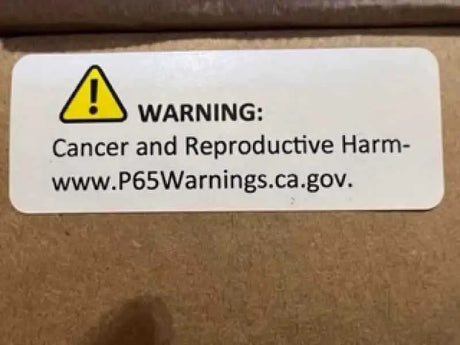 WARNING:
Cancer and Reproductive Harm-
www.P65Warnings.ca.gov.